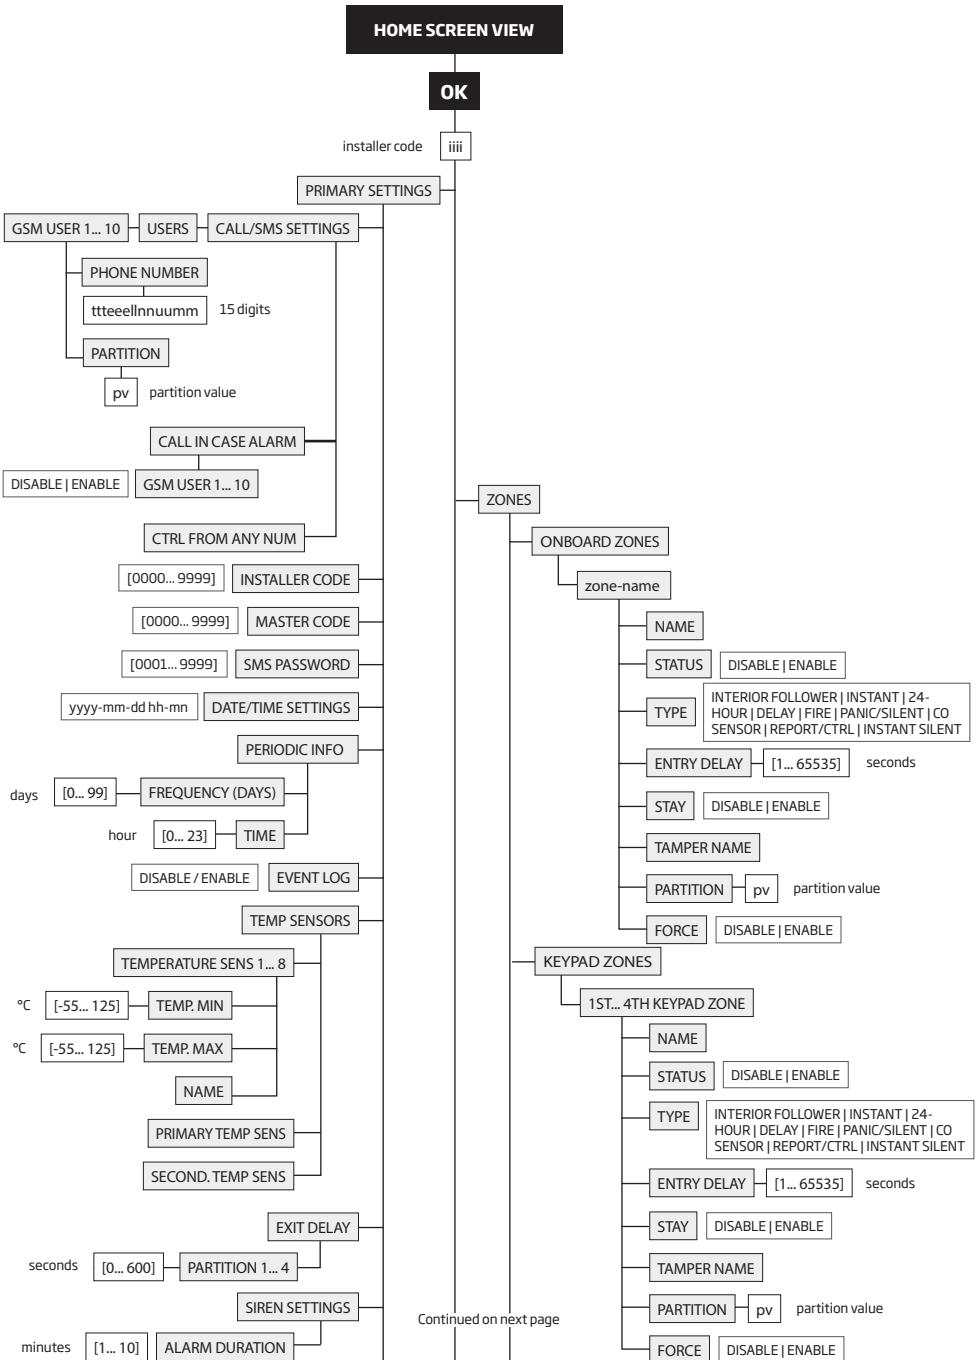 HOME SCREEN VIEW
OK
installer code iiii
PRIMARY SETTINGS
GSM USER 1... 10 USERS CALL/SMS SETTINGS
PHONE NUMBER
ttteeellnnuumm 15 digits
PARTITION
pv partition value
CALL IN CASE ALARM
DISABLE | ENABLE GSM USER 1... 10
CTRL FROM ANY NUM
[0000... 9999] INSTALLER CODE
[0000... 9999] MASTER CODE
[0001... 9999] SMS PASSWORD
yyyy-mm-dd hh-mn DATE/TIME SETTINGS
PERIODIC INFO
days [0... 99] FREQUENCY (DAYS)
hour [0... 23] TIME
DISABLE / ENABLE EVENT LOG
TEMP SENSORS
TEMPERATURE SENS 1... 8
°C [-55... 125] TEMP. MIN
°C [-55... 125] TEMP. MAX
NAME
PRIMARY TEMP SENS
SECOND. TEMP SENS
EXIT DELAY
seconds [0... 600] PARTITION 1... 4
SIREN SETTINGS
minutes [1... 10] ALARM DURATION
ZONES
ONBOARD ZONES
zone-name
NAME
STATUS DISABLE | ENABLE
TYPE INTERIOR FOLLOWER | INSTANT | 24-
HOUR | DELAY | FIRE | PANIC/SILENT | CO
SENSOR | REPORT/CTRL | INSTANT SILENT
ENTRY DELAY [1... 65535] seconds
STAY DISABLE | ENABLE
TAMPER NAME
PARTITION pv partition value
FORCE DISABLE | ENABLE
KEYPAD ZONES
1ST... 4TH KEYPAD ZONE
NAME
STATUS DISABLE | ENABLE
TYPE INTERIOR FOLLOWER | INSTANT | 24-
HOUR | DELAY | FIRE | PANIC/SILENT | CO
SENSOR | REPORT/CTRL | INSTANT SILENT
ENTRY DELAY [1... 65535] seconds
STAY DISABLE | ENABLE
TAMPER NAME
PARTITION pv partition value
FORCE DISABLE | ENABLE
Continued on next page